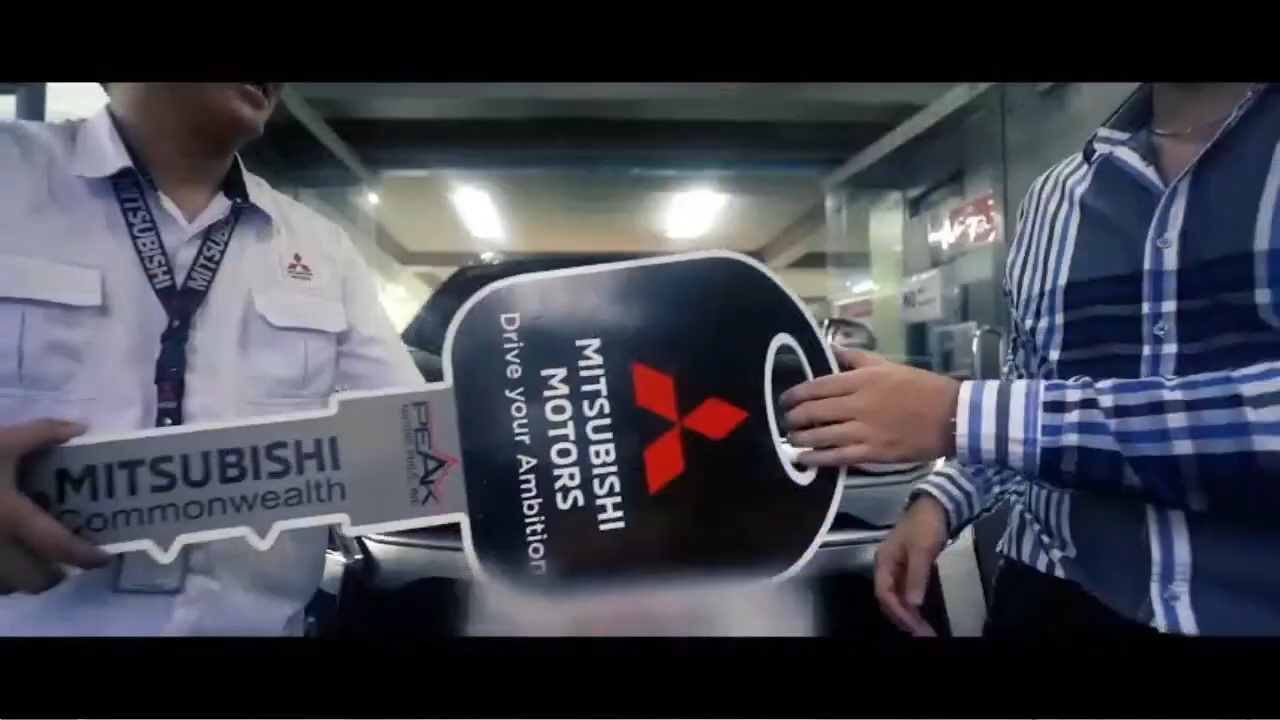 MITSUBISHI
MITSUBISHI
MITSUBISHI
Commonwealth
PEAK
MITSUBISHI
MOTORS
Drive your Ambition